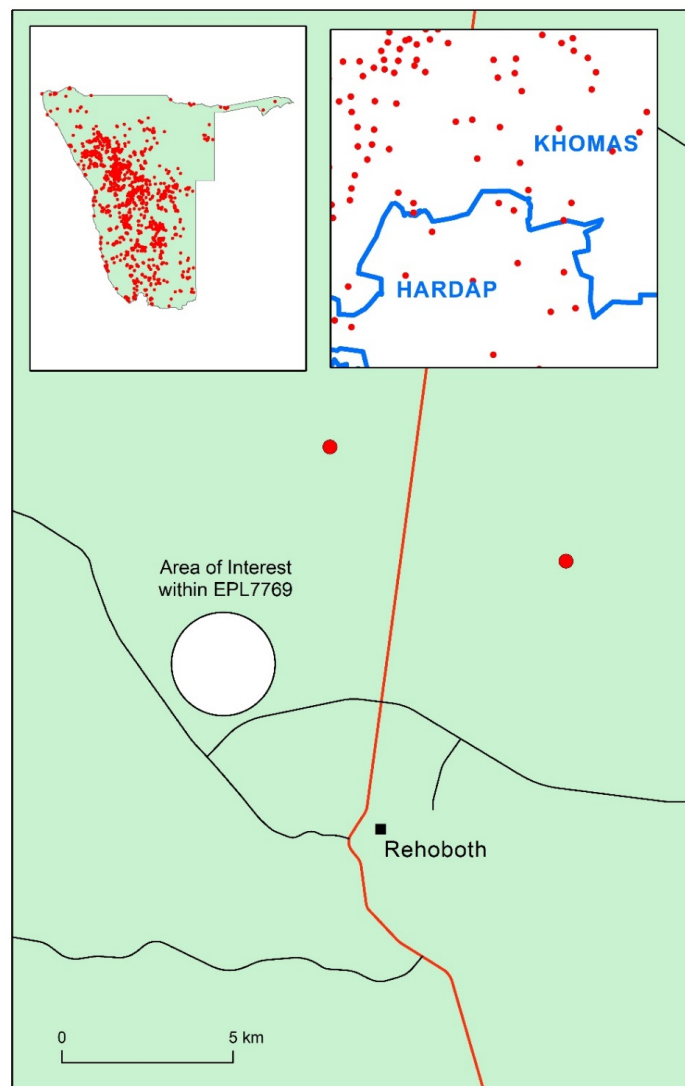 KHOMAS
HARDAP
Area of Interest
within EPL7769
Rehoboth
0 5 km